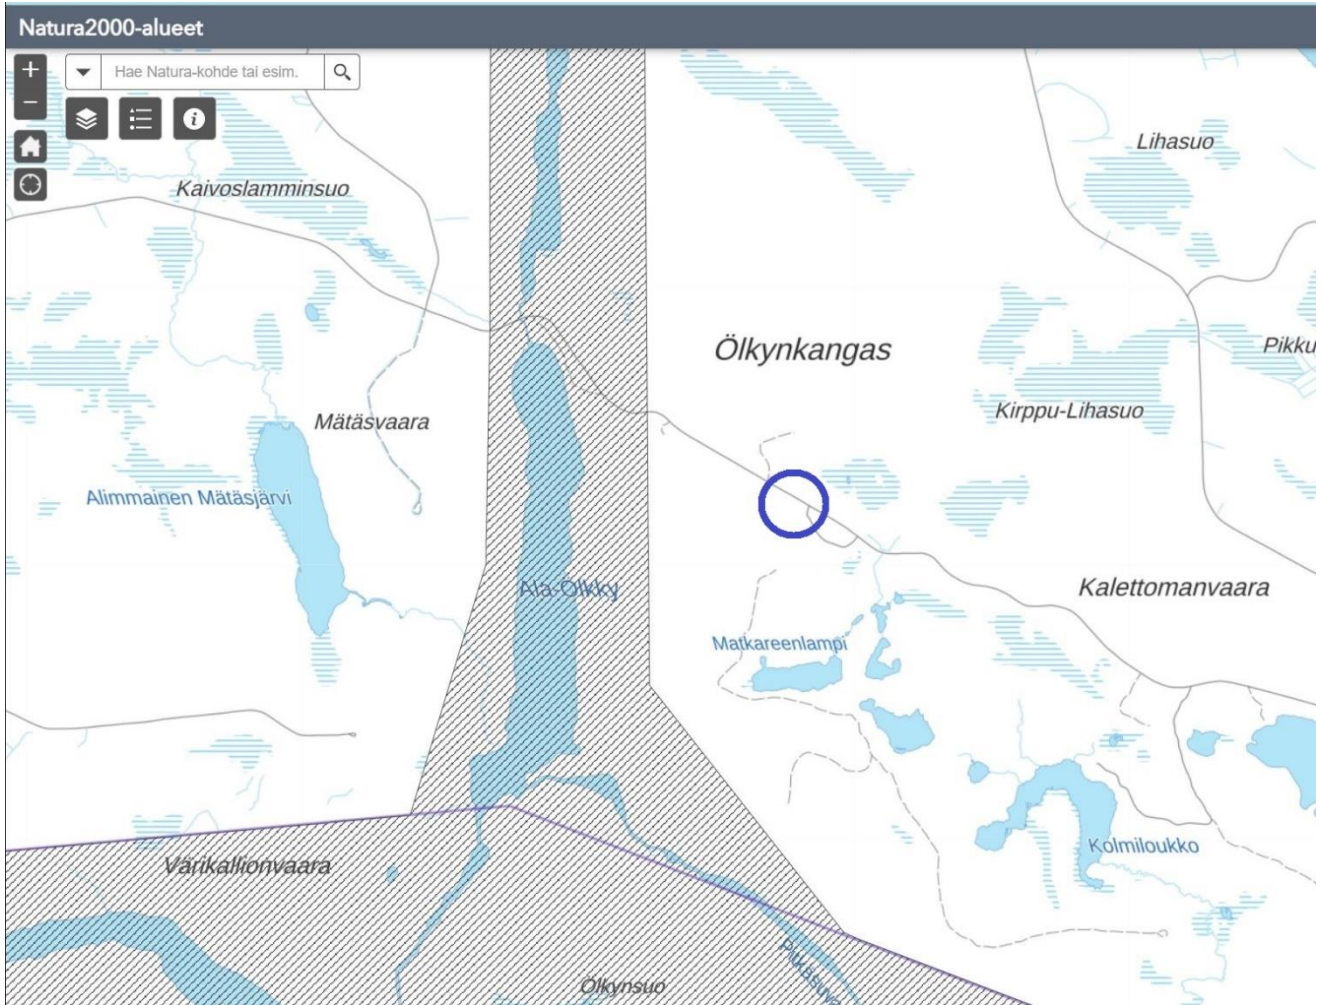 Natura2000-alueet
+
Hae Natura-kohde tai esim.
−
i
Lihasuo
Kaivoslamminsuo
Ölkynkangas
Pikku
Kirppu-Lihasuo
Mätäsvaara
Alimmainen Mätäsjärvi
Ala-Ölkky
Kalettomanvaara
Matkareenlampi
Kolmiloukko
Värikallionvaara
Pitkäsuva
Ölkynsuo